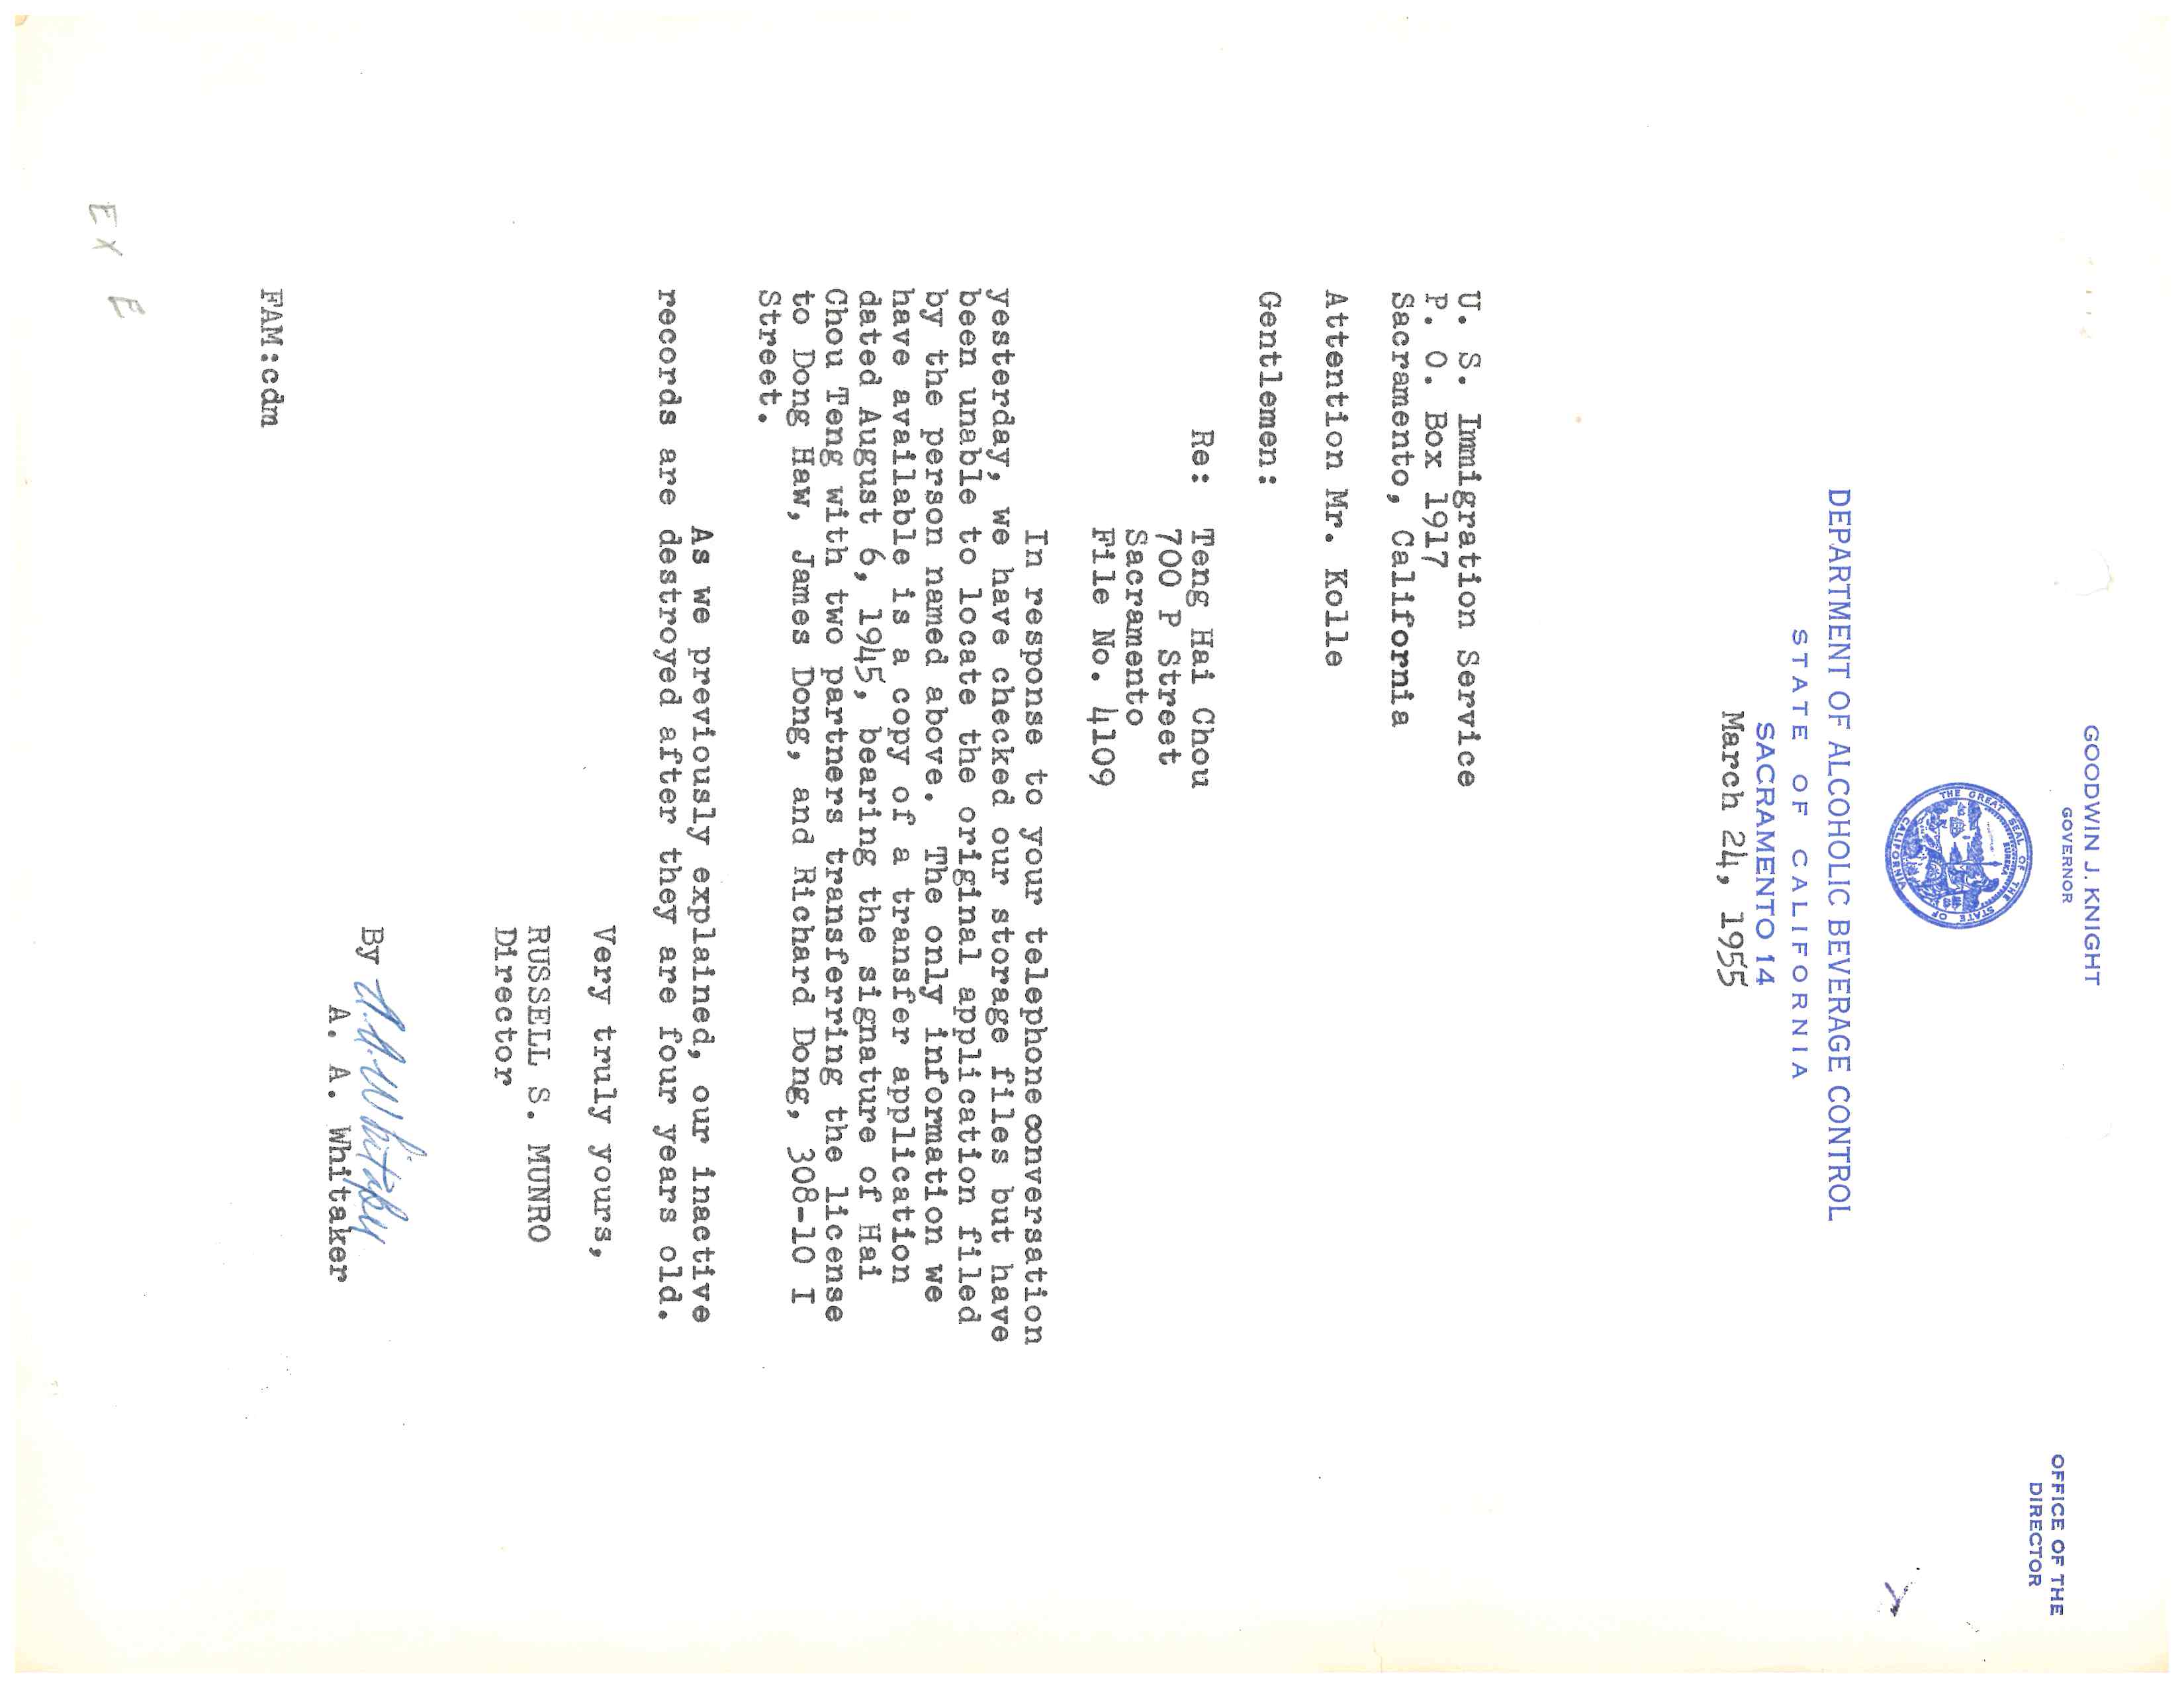 GOODWIN J. KNIGHT
GOVERNOR
OFFICE OF THE
DIRECTOR
THE GREAT SEAL OF THE STATE OF CALIFORNIA
EUREKA
DEPARTMENT OF ALCOHOLIC BEVERAGE CONTROL
STATE OF CALIFORNIA
SACRAMENTO 14
March 24, 1955
U. S. Immigration Service
P. O. Box 1917
Sacramento, California
Attention Mr. Kolle
Gentlemen:
Re: Teng Hai Chou
700 P Street
Sacramento
File No. 4109
In response to your telephone conversation
yesterday, we have checked our storage files but have
been unable to locate the original application filed
by the person named above. The only information we
have available is a copy of a transfer application
dated August 6, 1945, bearing the signature of Hai
Chou Teng with two partners transferring the license
to Dong Haw, James Dong, and Richard Dong, 308-10 I
Street.
As we previously explained, our inactive
records are destroyed after they are four years old.
Very truly yours,
RUSSELL S. MUNRO
Director
By A. A. Whitaker
A. A. Whitaker
FAM:cdm
EX E